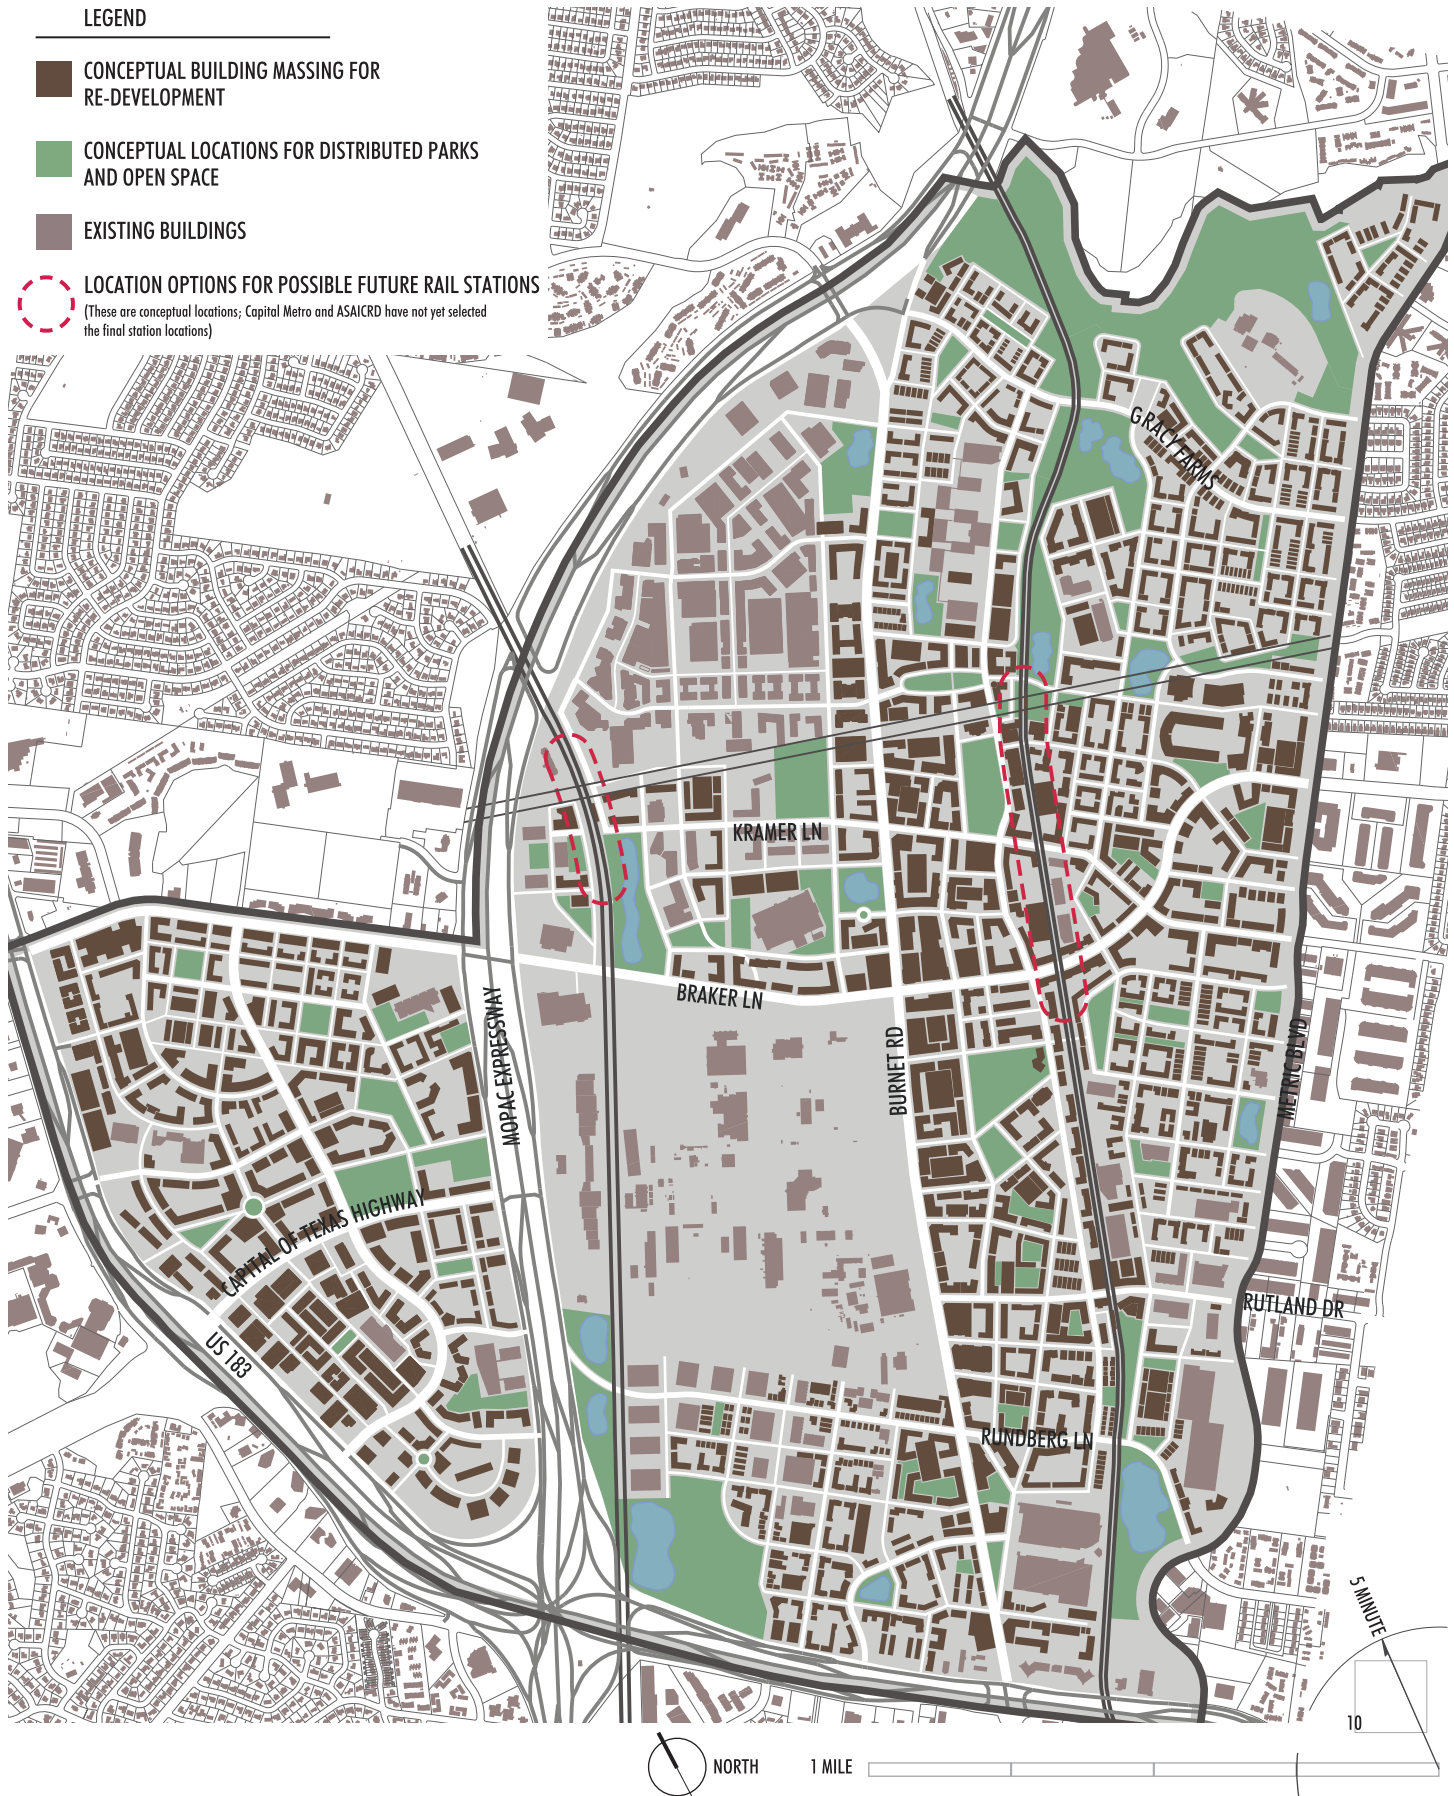 LEGEND
CONCEPTUAL BUILDING MASSING FOR
RE-DEVELOPMENT
CONCEPTUAL LOCATIONS FOR DISTRIBUTED PARKS
AND OPEN SPACE
EXISTING BUILDINGS
LOCATION OPTIONS FOR POSSIBLE FUTURE RAIL STATIONS
(These are conceptual locations; Capital Metro and ASAICRD have not yet selected
the final station locations)
GRACY FARMS
KRAMER LN
BRAKER LN
MOPAC EXPRESSWAY
BURNET RD
METRIC BLVD
CAPITAL OF TEXAS HIGHWAY
US 183
RUTLAND DR
RUNDBERG LN
5 MINUTE
10
NORTH
1 MILE